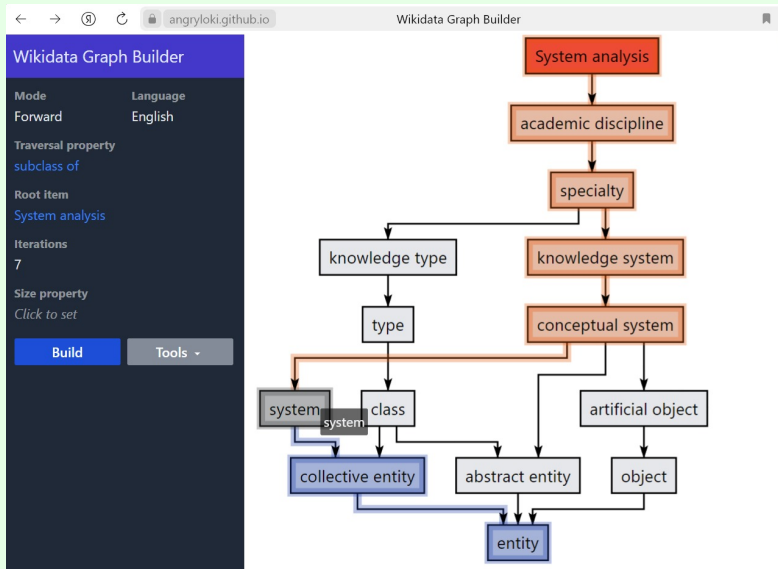 angryloki.github.io
Wikidata Graph Builder
Wikidata Graph Builder
Mode
Language
Forward
English
Traversal property
subclass of
Root item
System analysis
Iterations
7
Size property
Click to set
Build
Tools
System analysis
academic discipline
specialty
knowledge type
knowledge system
type
conceptual system
system
class
artificial object
system
collective entity
abstract entity
object
entity